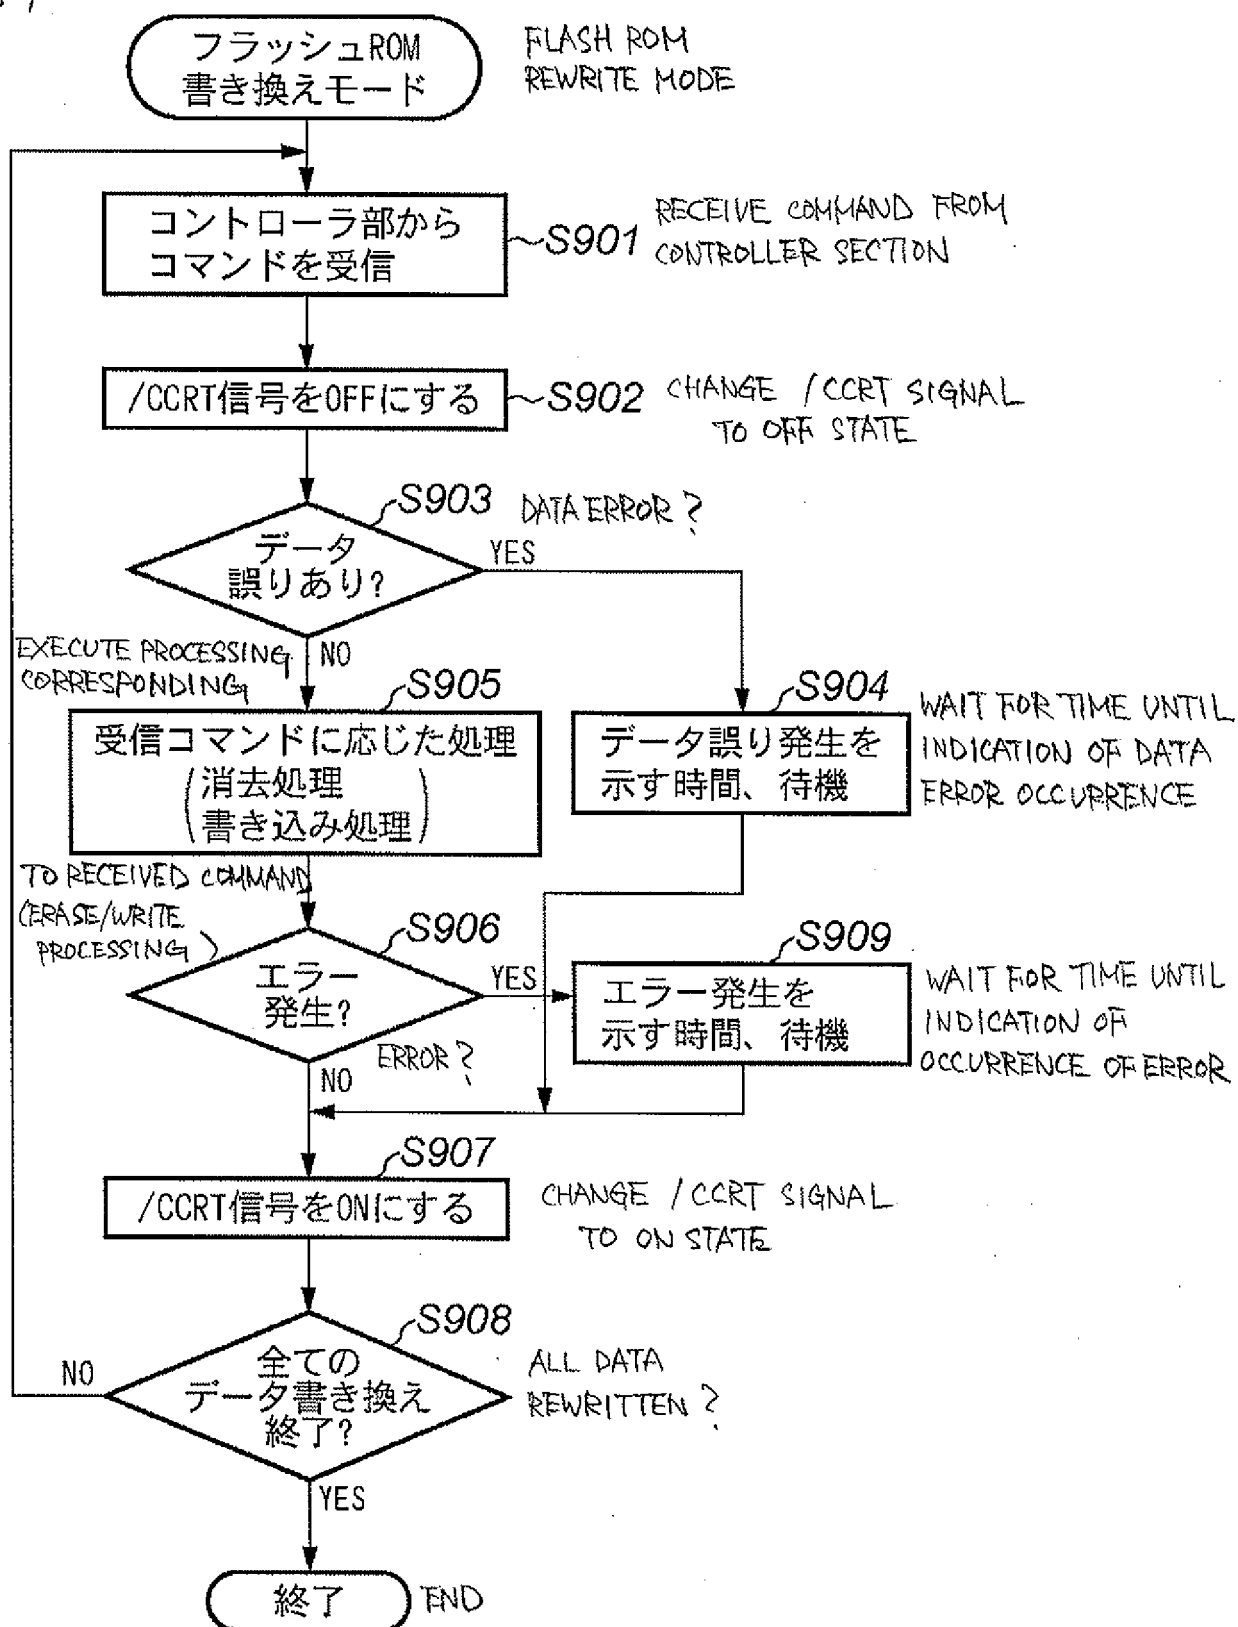 フラッシュROM
書き換えモード
FLASH ROM
REWRITE MODE
コントローラ部から
コマンドを受信
S901
RECEIVE COMMAND FROM
CONTROLLER SECTION
/CCRT信号をOFFにする
S902
CHANGE /CCRT SIGNAL
TO OFF STATE
S903
DATA ERROR?
データ
誤りあり?
YES
NO
EXECUTE PROCESSING
CORRESPONDING
S905
受信コマンドに応じた処理
(消去処理
書き込み処理)
TO RECEIVED COMMAND
(ERASE/WRITE
PROCESSING)
S904
データ誤り発生を
示す時間、待機
WAIT FOR TIME UNTIL
INDICATION OF DATA
ERROR OCCURRENCE
S906
エラー
発生?
YES
ERROR?
NO
S909
エラー発生を
示す時間、待機
WAIT FOR TIME UNTIL
INDICATION OF
OCCURRENCE OF ERROR
S907
/CCRT信号をONにする
CHANGE /CCRT SIGNAL
TO ON STATE
S908
全ての
データ書き換え
終了?
NO
ALL DATA
REWRITTEN?
YES
終了
END